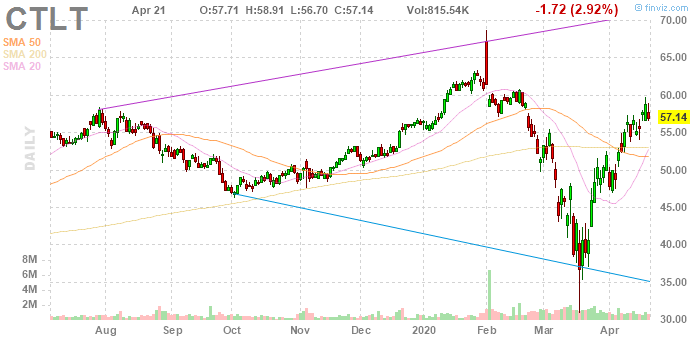 CTLT
Apr 21
O:57.71 H:58.91 L:56.70 C:57.14
Vol:815.54K
-1.72 (2.92%)
© finviz.com
SMA 50
SMA 200
SMA 20
DAILY
70.00
65.00
60.00
57.14
55.00
50.00
45.00
40.00
35.00
30.00
8M
6M
4M
2M
Aug Sep Oct Nov Dec 2020 Feb Mar Apr